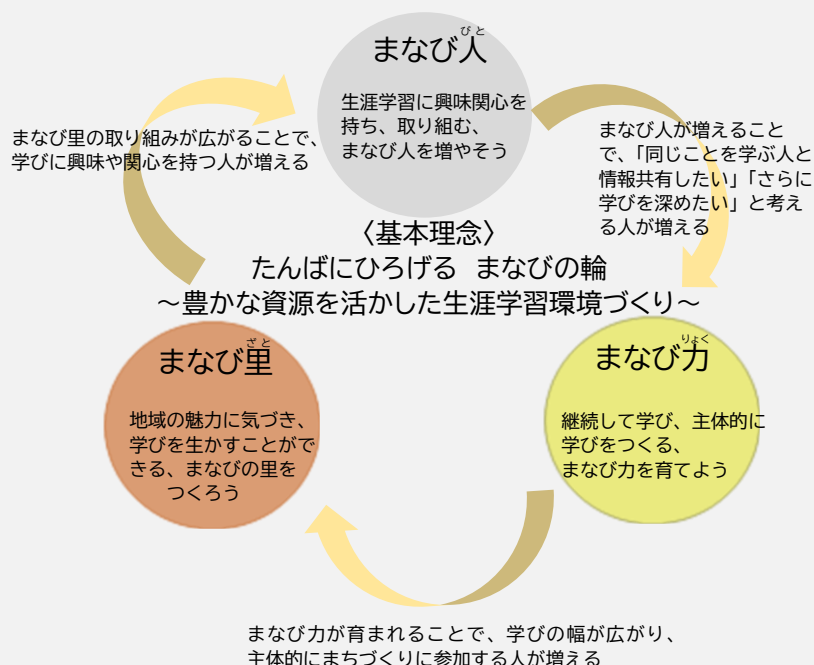 びと
まなび人
生涯学習に興味関心を
持ち、取り組む、
まなび人を増やそう
まなび人が増えること
で、「同じことを学ぶ人と
情報共有したい」「さらに
学びを深めたい」と考え
る人が増える
まなび里の取り組みが広がることで、
学びに興味や関心を持つ人が増える
〈基本理念〉
たんばにひろげる まなびの輪
～豊かな資源を活かした生涯学習環境づくり～
りょく
まなび力
継続して学び、主体的に
学びをつくる、
まなび力を育てよう
ざと
まなび里
地域の魅力に気づき、
学びを生かすことがで
きる、まなびの里を
つくろう
まなび力が育まれることで、学びの幅が広がり、
主体的にまちづくりに参加する人が増える